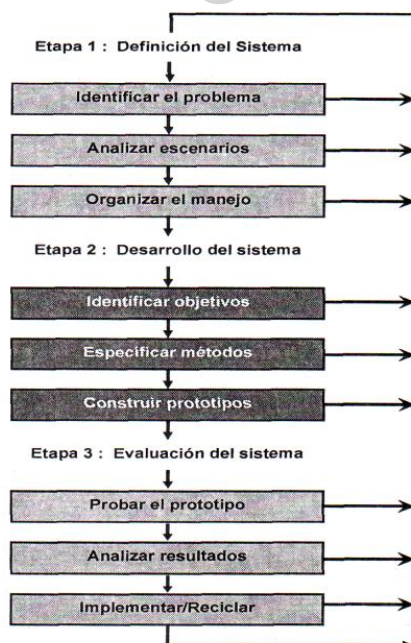 Etapa 1 : Definición del Sistema
Identificar el problema
Analizar escenarios
Organizar el manejo
Etapa 2 : Desarrollo del sistema
Identificar objetivos
Especificar métodos
Construir prototipos
Etapa 3 : Evaluación del sistema
Probar el prototipo
Analizar resultados
Implementar/Reciclar